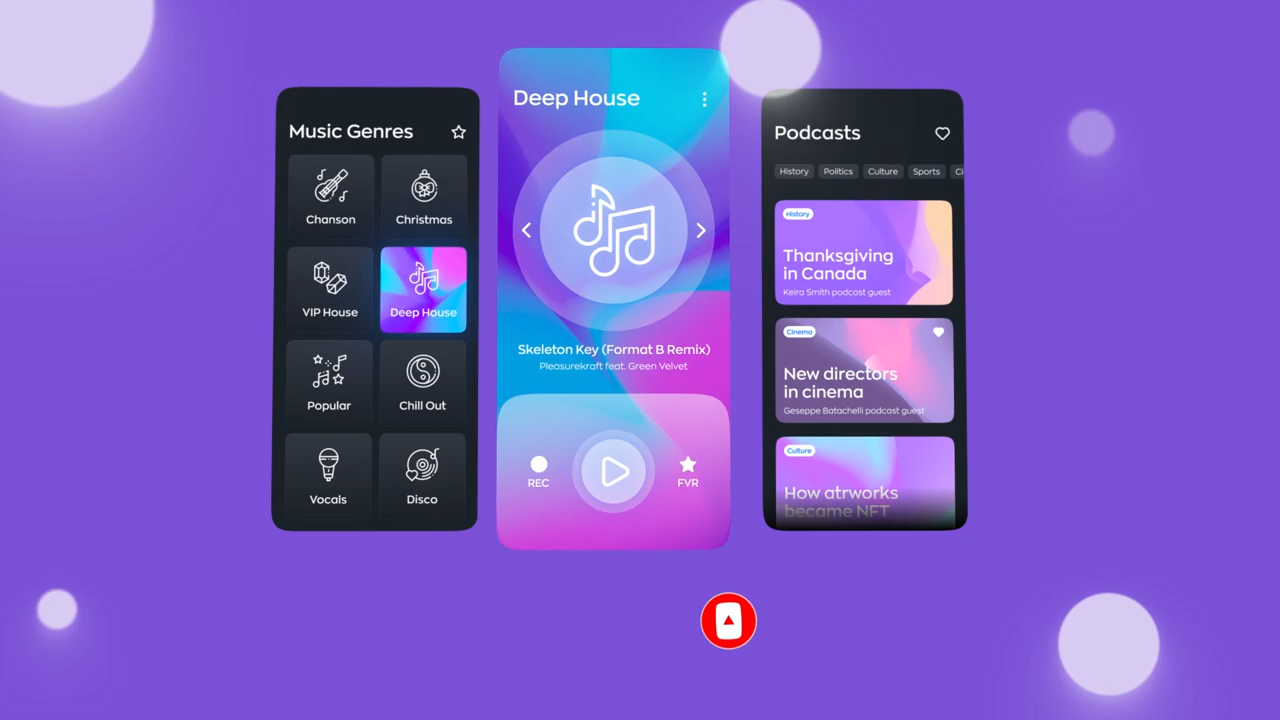 Music Genres
Chanson
Christmas
VIP House
Deep House
Popular
Chill Out
Vocals
Disco
Deep House
Skeleton Key (Format B Remix)
Pleasurekraft feat. Green Velvet
REC
FVR
Podcasts
History
Politics
Culture
Sports
History
Thanksgiving
in Canada
Keira Smith podcast guest
Cinema
New directors
in cinema
Geseppe Batachelli podcast guest
Culture
How atrworks
became NFT